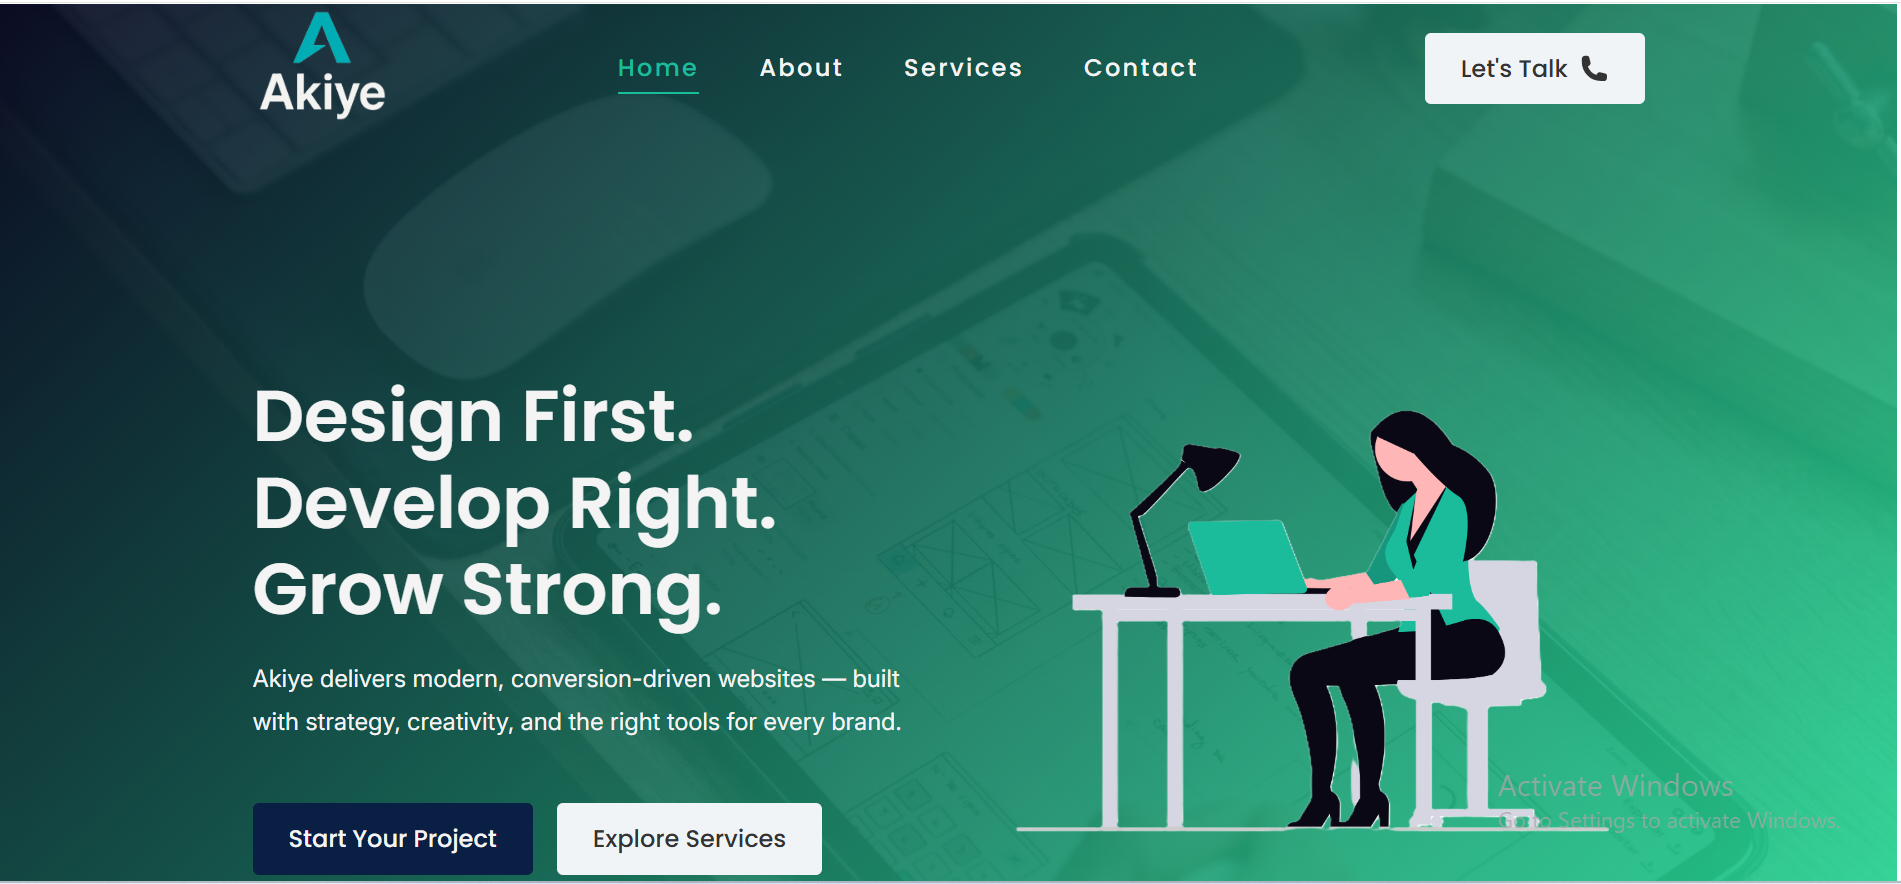 Akiye
Home
About
Services
Contact
Let's Talk
Design First.
Develop Right.
Grow Strong.
Akiye delivers modern, conversion-driven websites — built
with strategy, creativity, and the right tools for every brand.
Start Your Project
Explore Services
Activate Windows
Go to Settings to activate Windows.